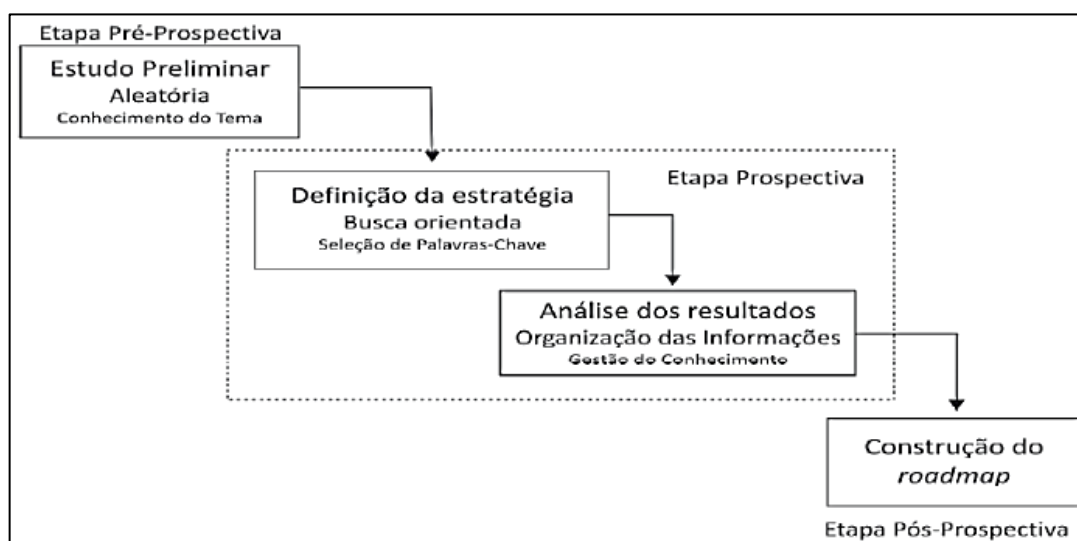 Etapa Pré-Prospectiva
Estudo Preliminar
Aleatória
Conhecimento do Tema
Etapa Prospectiva
Definição da estratégia
Busca orientada
Seleção de Palavras-Chave
Análise dos resultados
Organização das Informações
Gestão do Conhecimento
Construção do
roadmap
Etapa Pós-Prospectiva